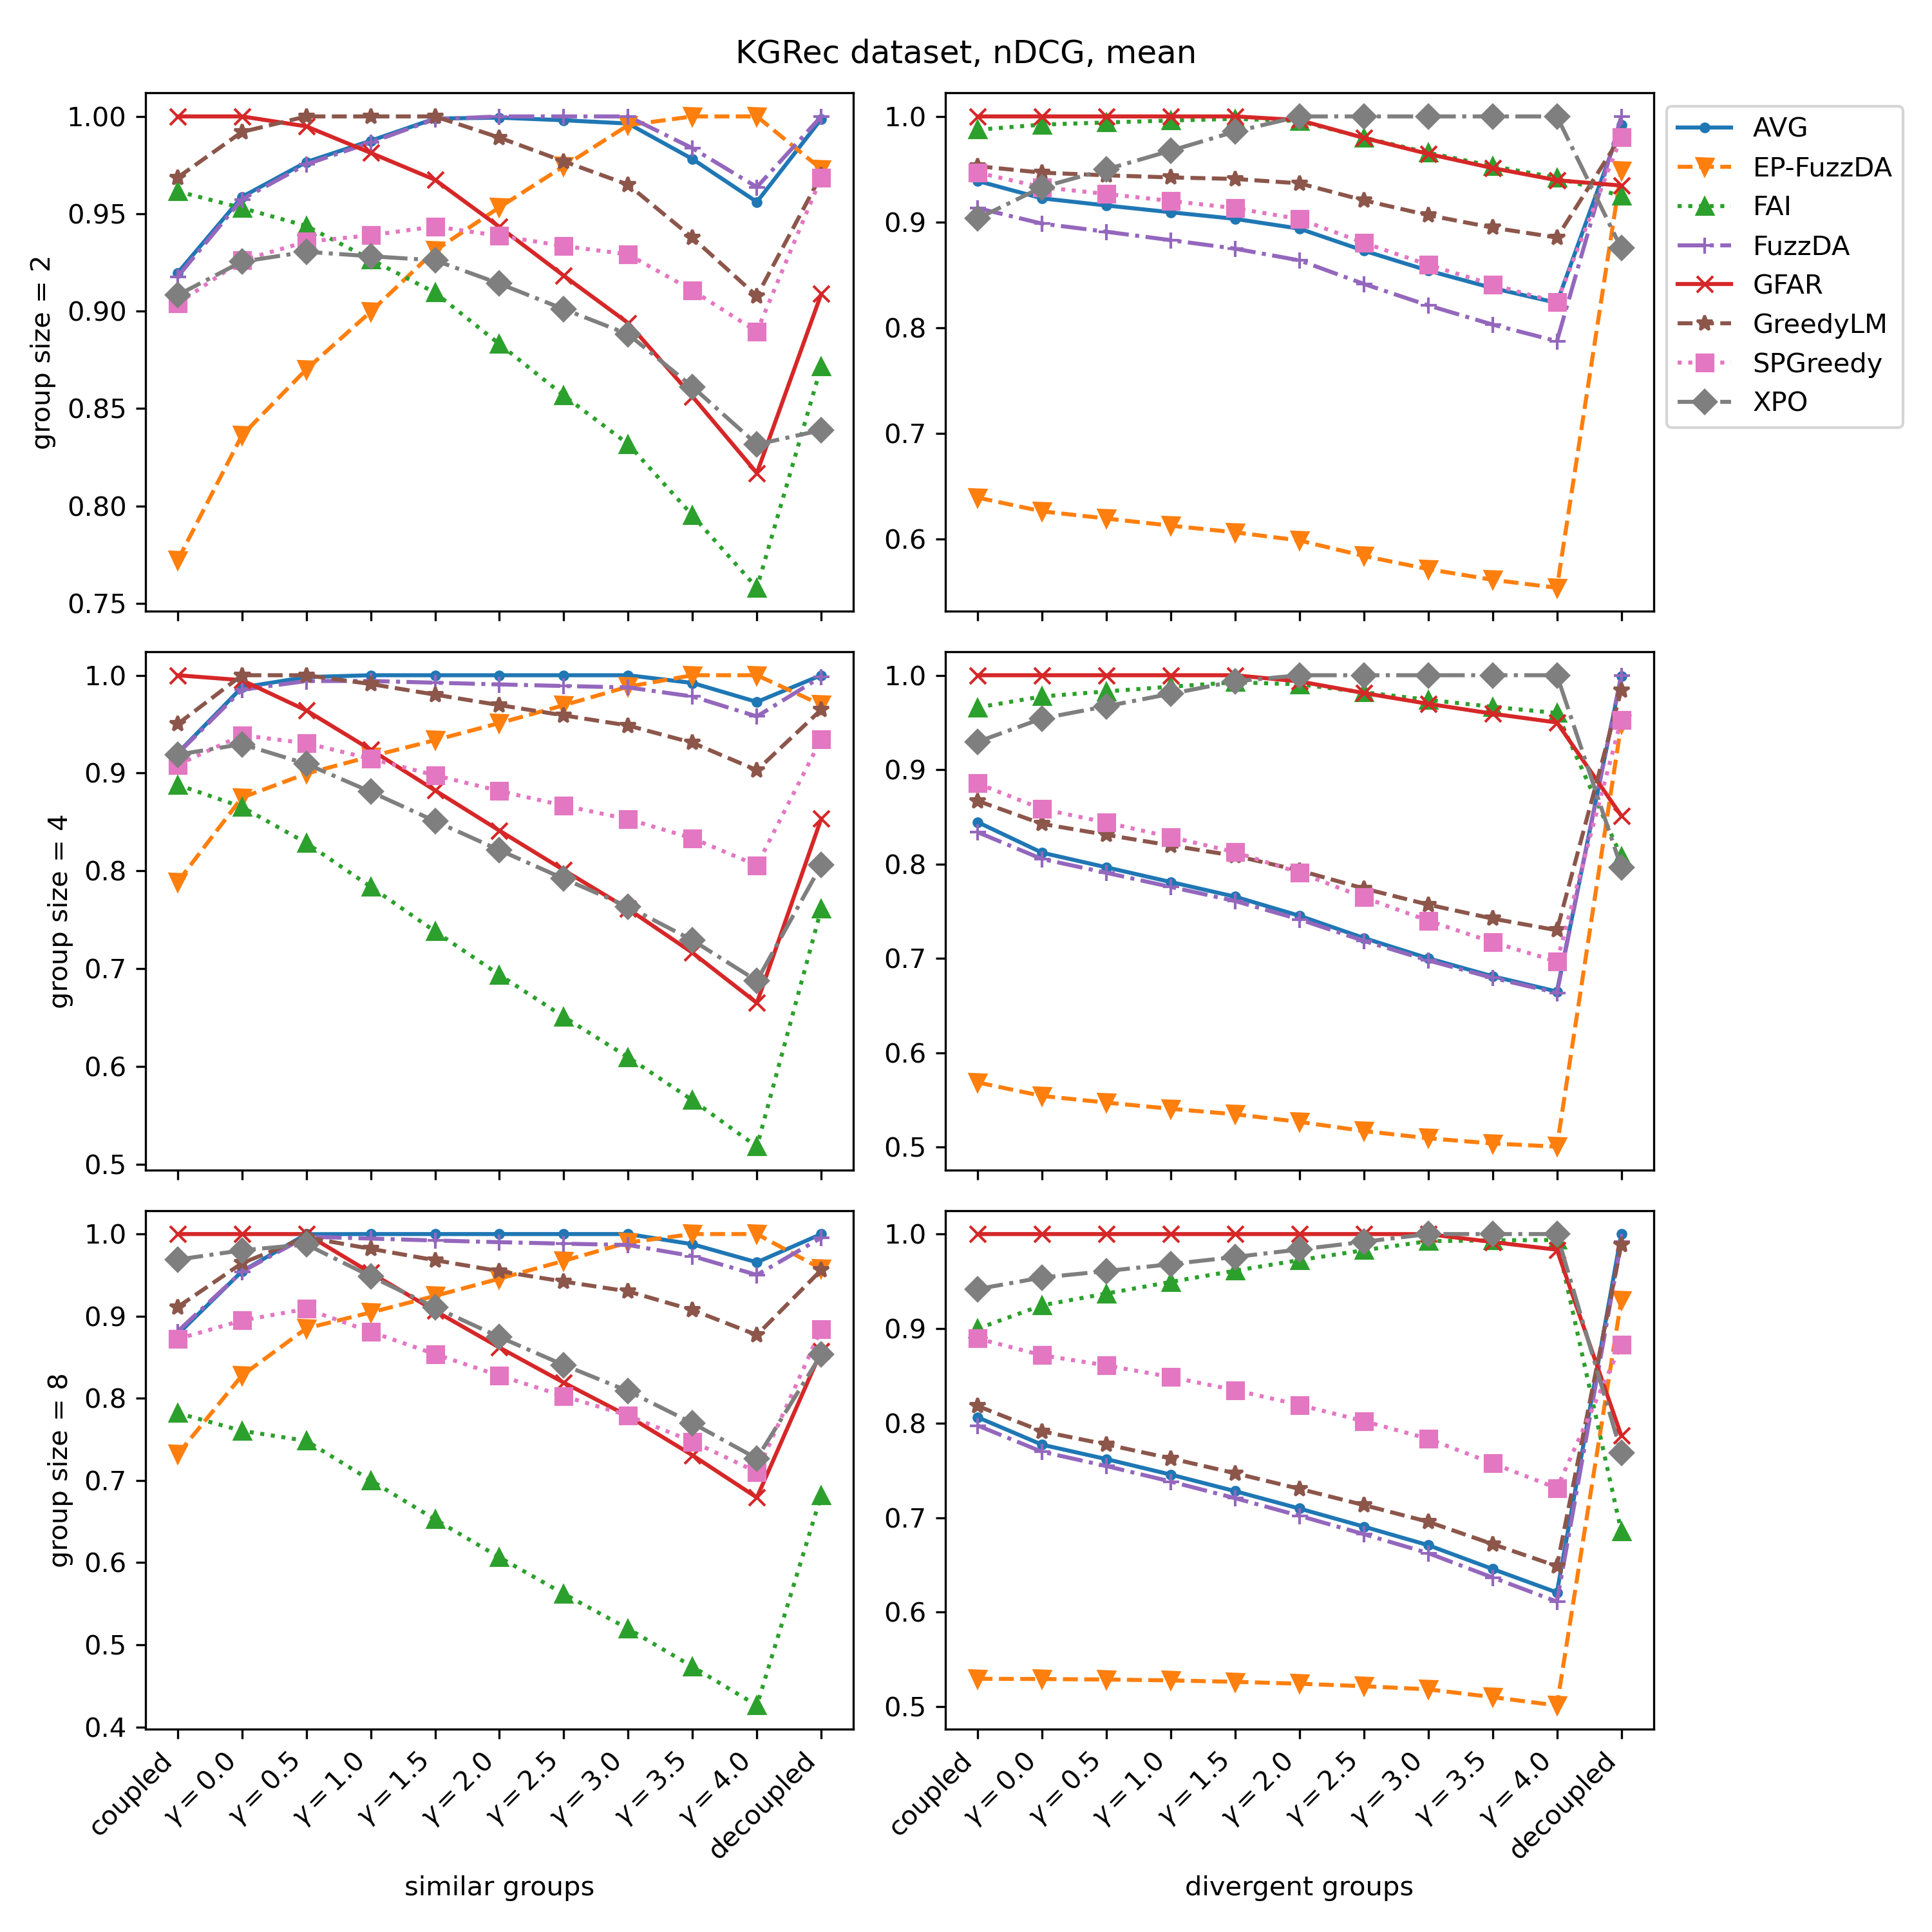 KGRec dataset, nDCG, mean
group size = 2
1.00
0.95
0.90
0.85
0.80
0.75
1.0
0.9
0.8
0.7
0.6
AVG
EP-FuzzDA
FAI
FuzzDA
GFAR
GreedyLM
SPGreedy
XPO
group size = 4
1.0
0.9
0.8
0.7
0.6
0.5
1.0
0.9
0.8
0.7
0.6
0.5
group size = 8
1.0
0.9
0.8
0.7
0.6
0.5
0.4
1.0
0.9
0.8
0.7
0.6
0.5
coupled
γ = 0.0
γ = 0.5
γ = 1.0
γ = 1.5
γ = 2.0
γ = 2.5
γ = 3.0
γ = 3.5
γ = 4.0
decoupled
similar groups
coupled
γ = 0.0
γ = 0.5
γ = 1.0
γ = 1.5
γ = 2.0
γ = 2.5
γ = 3.0
γ = 3.5
γ = 4.0
decoupled
divergent groups